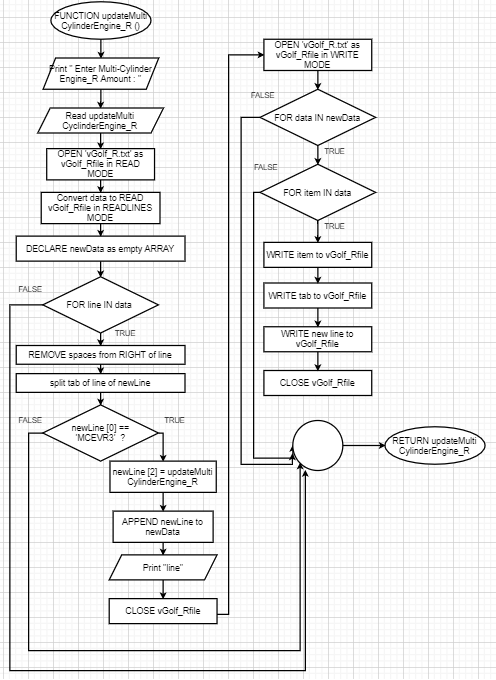 FUNCTION updateMulti
CylinderEngine_R ()
Print " Enter Multi-Cylinder
Engine_R Amount : "
Read updateMulti
CycylinderEngine_R
OPEN 'vGolf_R.txt' as
vGolf_Rfile in READ
MODE
Convert data to READ
vGolf_Rfile in READLINES
MODE
DECLARE newData as empty ARRAY
FALSE
FOR line IN data
TRUE
REMOVE spaces from RIGHT of line
split tab of line of newLine
FALSE
TRUE
newLine [0] ==
'MCEVR3' ?
newLine [2] = updateMulti
CylinderEngine_R
APPEND newLine to
newData
Print "line"
CLOSE vGolf_Rfile
OPEN 'vGolf_R.txt' as
vGolf_Rfile in WRITE
MODE
FALSE
FOR data IN newData
TRUE
FALSE
FOR item IN data
TRUE
WRITE item to vGolf_Rfile
WRITE tab to vGolf_Rfile
WRITE new line to
vGolf_Rfile
CLOSE vGolf_Rfile
RETURN updateMulti
CylinderEngine_R